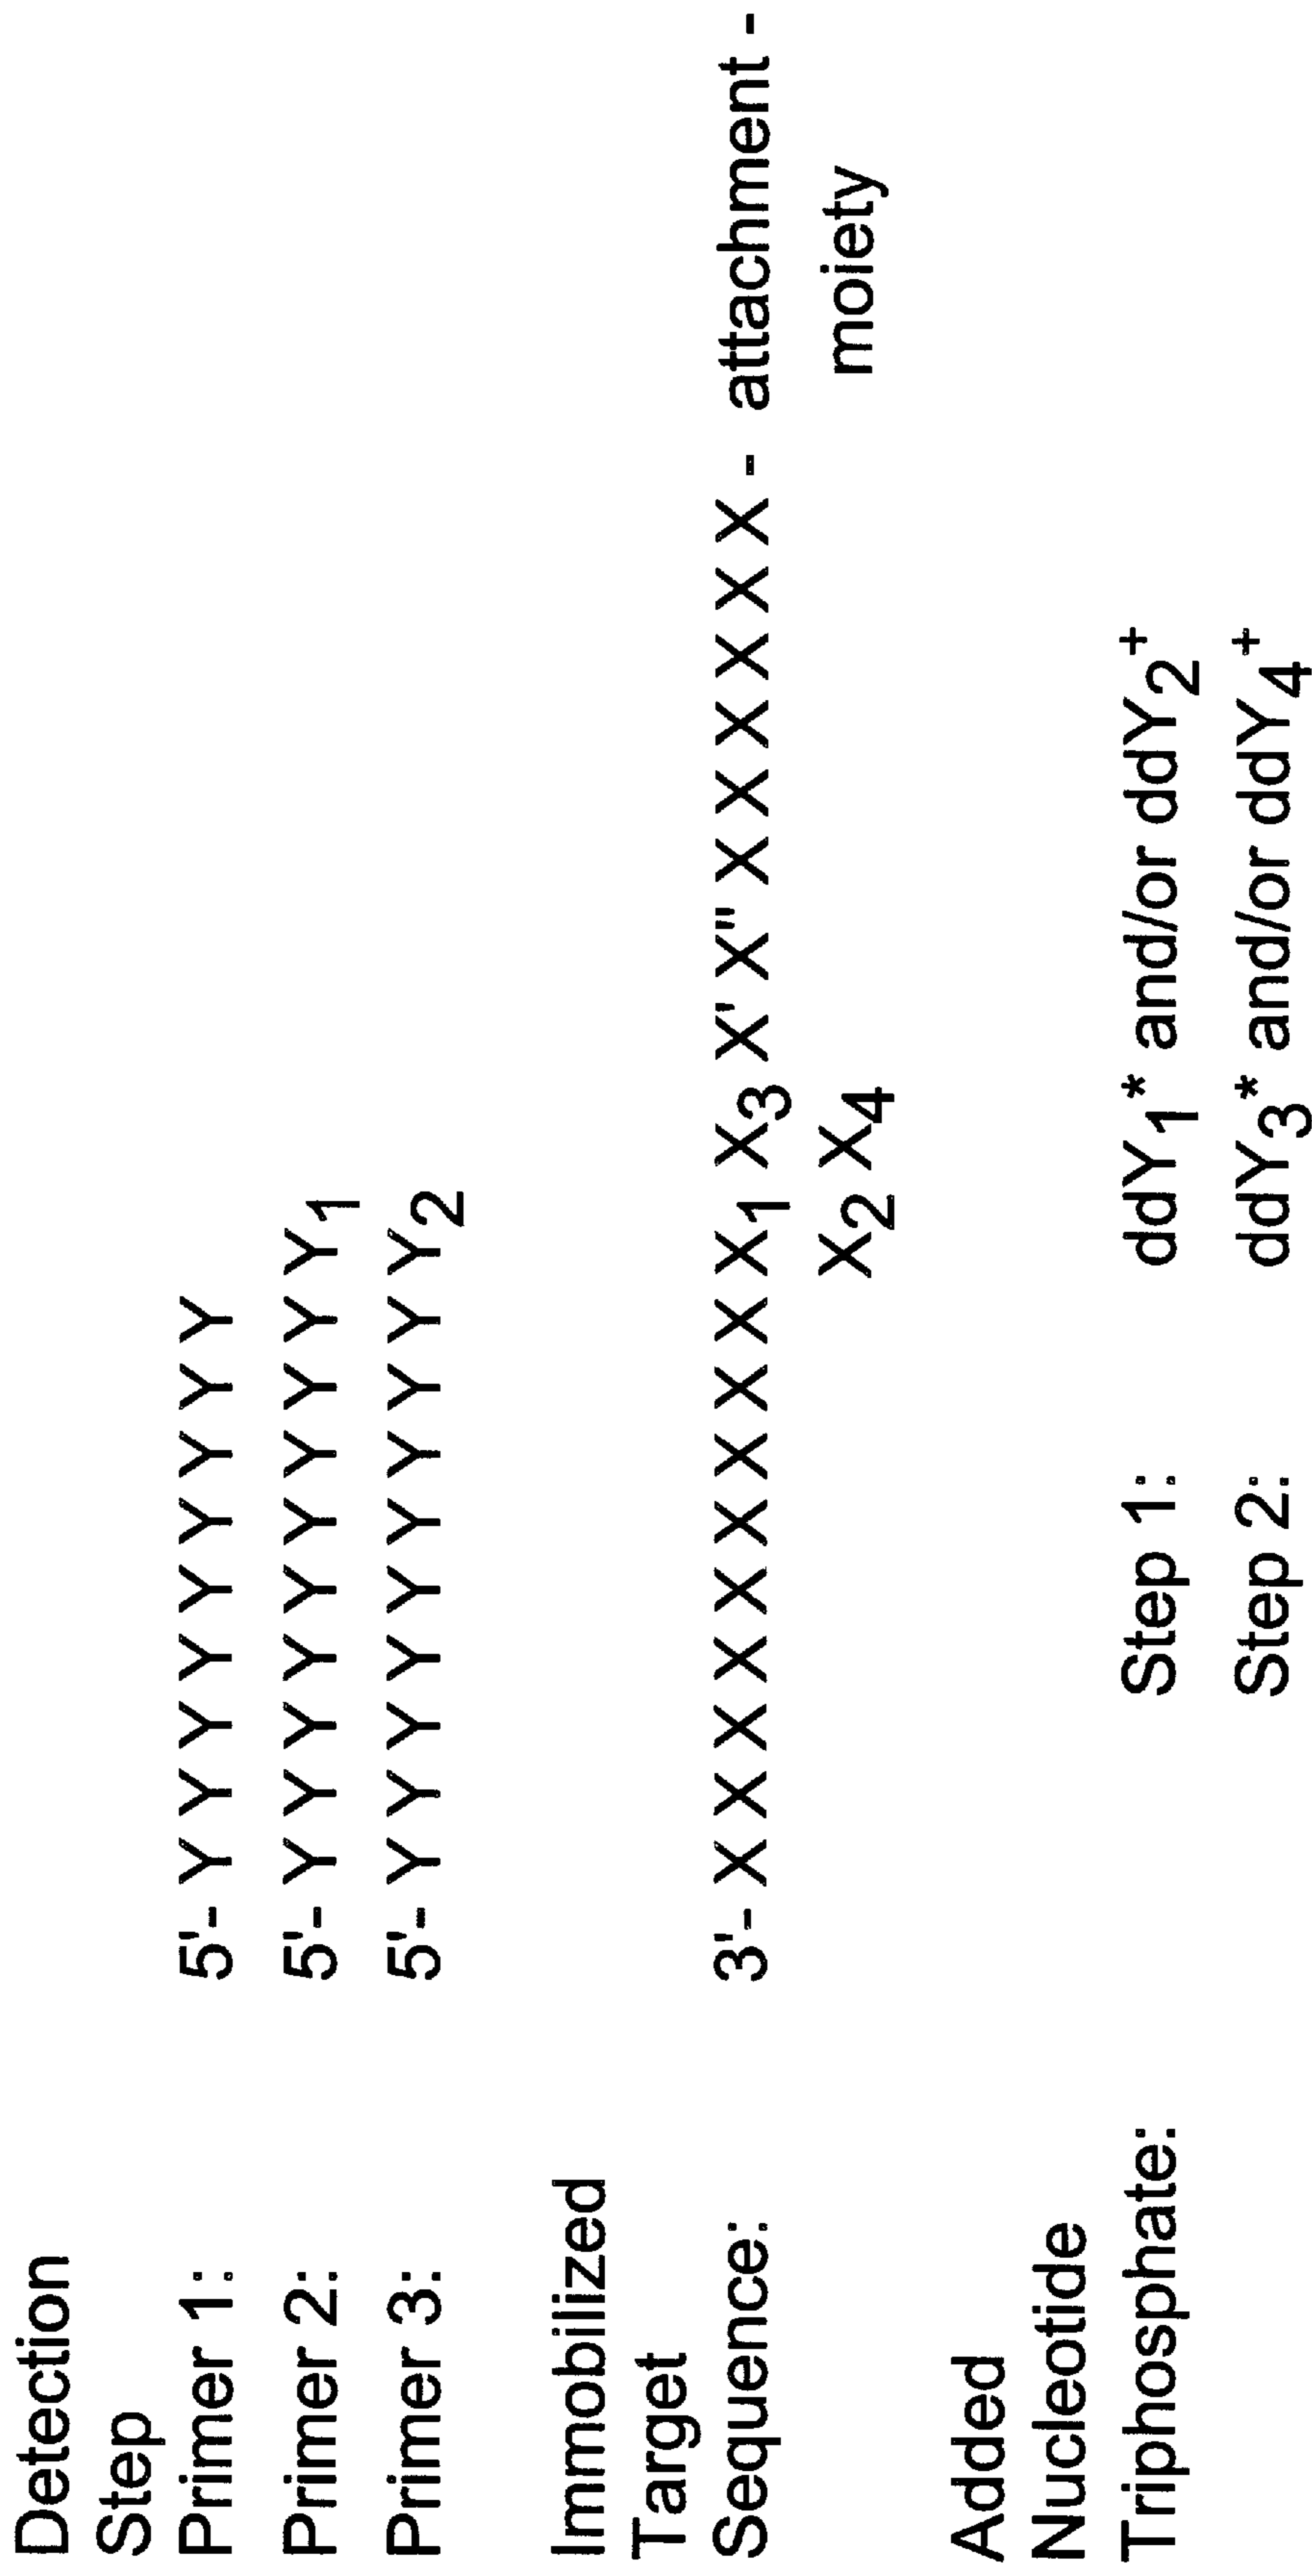 Detection
Step
Primer 1: 5'- Y Y Y Y Y Y Y Y Y
Primer 2: 5'- Y Y Y Y Y Y Y Y Y Y₁
Primer 3: 5'- Y Y Y Y Y Y Y Y Y Y₂
Immobilized
Target
Sequence: 3'- X X X X X X X X X X₁ X₃ X' X" X X X X X X - attachment -
X₂ X₄ moiety
Added
Nucleotide
Triphosphate: Step 1: ddY₁* and/or ddY₂⁺
Step 2: ddY₃* and/or ddY₄⁺